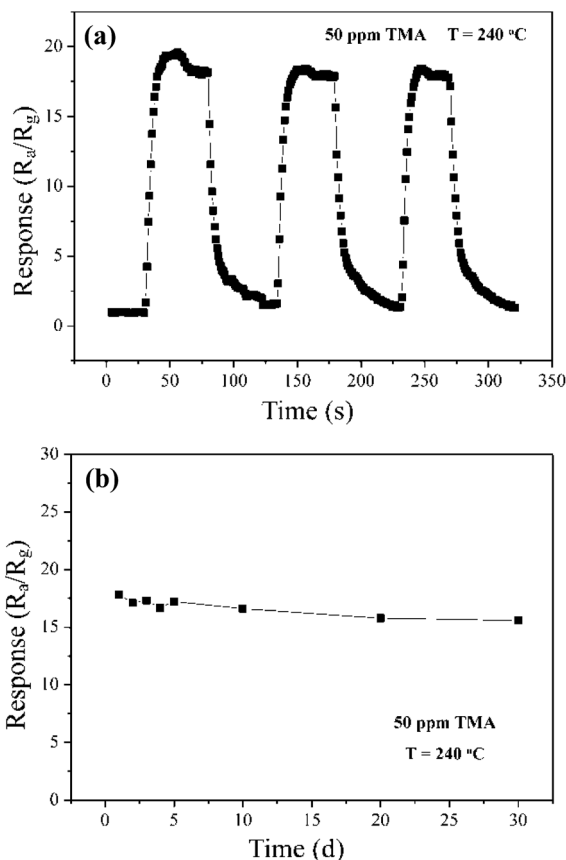 (a)
50 ppm TMA T = 240 °C
20
15
10
5
0
Response (Ra/Rg)
0 50 100 150 200 250 300 350
Time (s)
(b)
30
25
20
15
10
5
0
Response (Ra/Rg)
50 ppm TMA
T = 240 °C
0 5 10 15 20 25 30
Time (d)